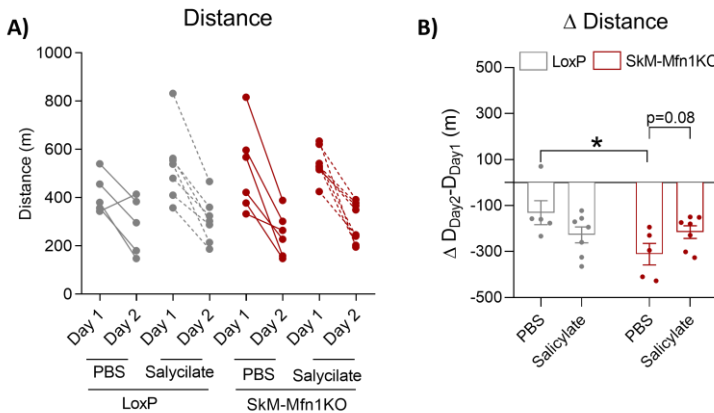 A)
Distance
1000
800
600
400
200
0
Distance (m)
Day 1 Day 2 Day 1 Day 2 Day 1 Day 2 Day 1 Day 2
PBS Salycilate PBS Salycilate
LoxP SkM-Mfn1KO
B)
Δ Distance
LoxP SkM-Mfn1KO
500
300
100
-100
-300
-500
Δ D_Day2-D_Day1 (m)
*
p=0.08
PBS Salicylate PBS Salicylate